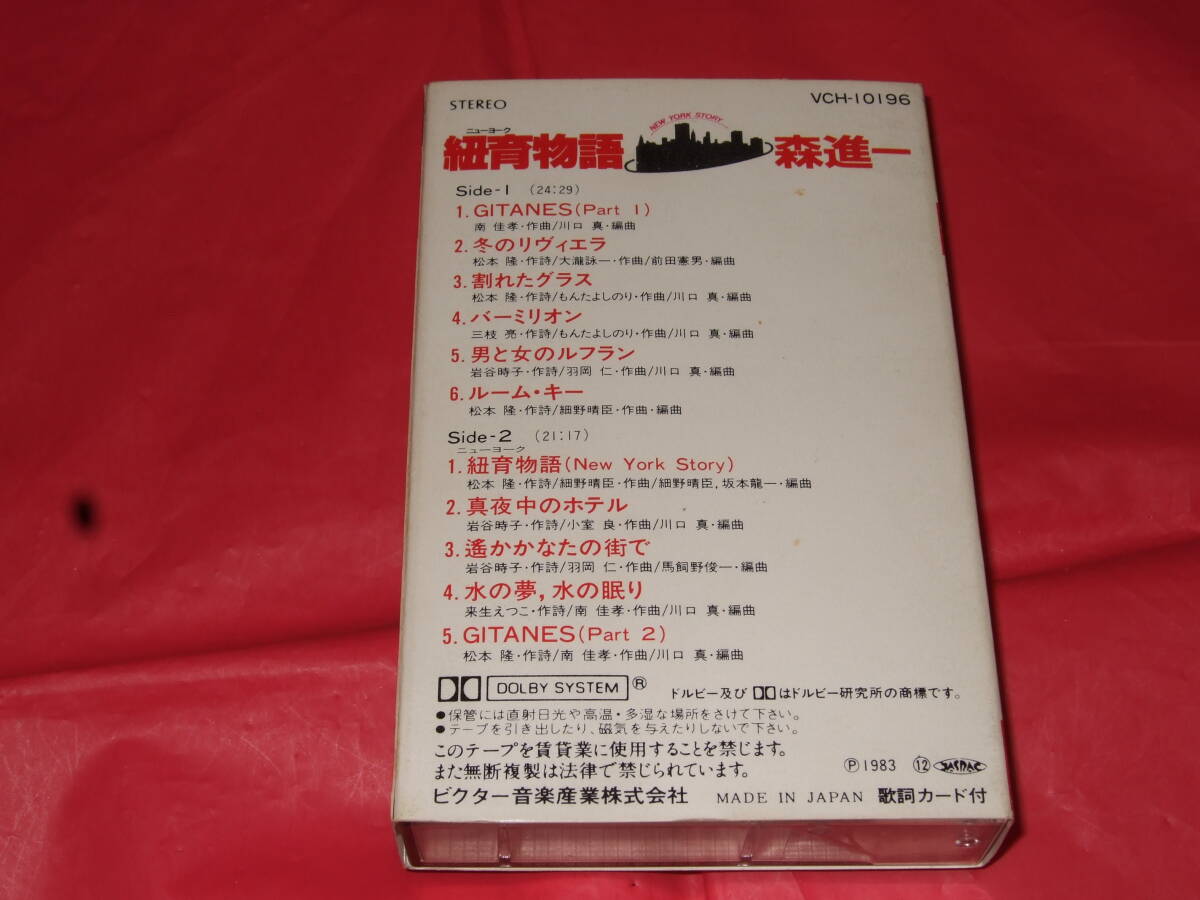 STEREO
VCH-10196
ニューヨーク
紐育物語
NEW YORK STORY
森進一
Side-1 (24:29)
1. GITANES(Part 1)
南 佳孝・作曲/川口 真・編曲
2. 冬のリヴィエラ
松本 隆・作詩/大瀧詠一・作曲/前田憲男・編曲
3. 割れたグラス
松本 隆・作詩/もんたよしのり・作曲/川口 真・編曲
4. バーミリオン
三枝 亮・作詩/もんたよしのり・作曲/川口 真・編曲
5. 男と女のルフラン
岩谷時子・作詩/羽岡 仁・作曲/川口 真・編曲
6. ルーム・キー
松本 隆・作詩/細野晴臣・作曲・編曲
Side-2 (21:17)
ニューヨーク
1. 紐育物語(New York Story)
松本 隆・作詩/細野晴臣・作曲/細野晴臣,坂本龍一・編曲
2. 真夜中のホテル
岩谷時子・作詩/小室 良・作曲/川口 真・編曲
3. 遙かかなたの街で
岩谷時子・作詩/羽岡 仁・作曲/馬飼野俊一・編曲
4. 水の夢,水の眠り
来生えつこ・作詩/南 佳孝・作曲/川口 真・編曲
5. GITANES(Part 2)
松本 隆・作詩/南 佳孝・作曲/川口 真・編曲
DOLBY SYSTEM ®
ドルビー及び はドルビー研究所の商標です。
●保管には直射日光や高温・多湿な場所をさけて下さい。
●テープを引き出したり、磁気を与えたりしないで下さい。
このテープを賃貸業に使用することを禁じます。
また無断複製は法律で禁じられています。
Ⓟ1983 ⑫ JASRAC
ビクター音楽産業株式会社 MADE IN JAPAN 歌詞カード付